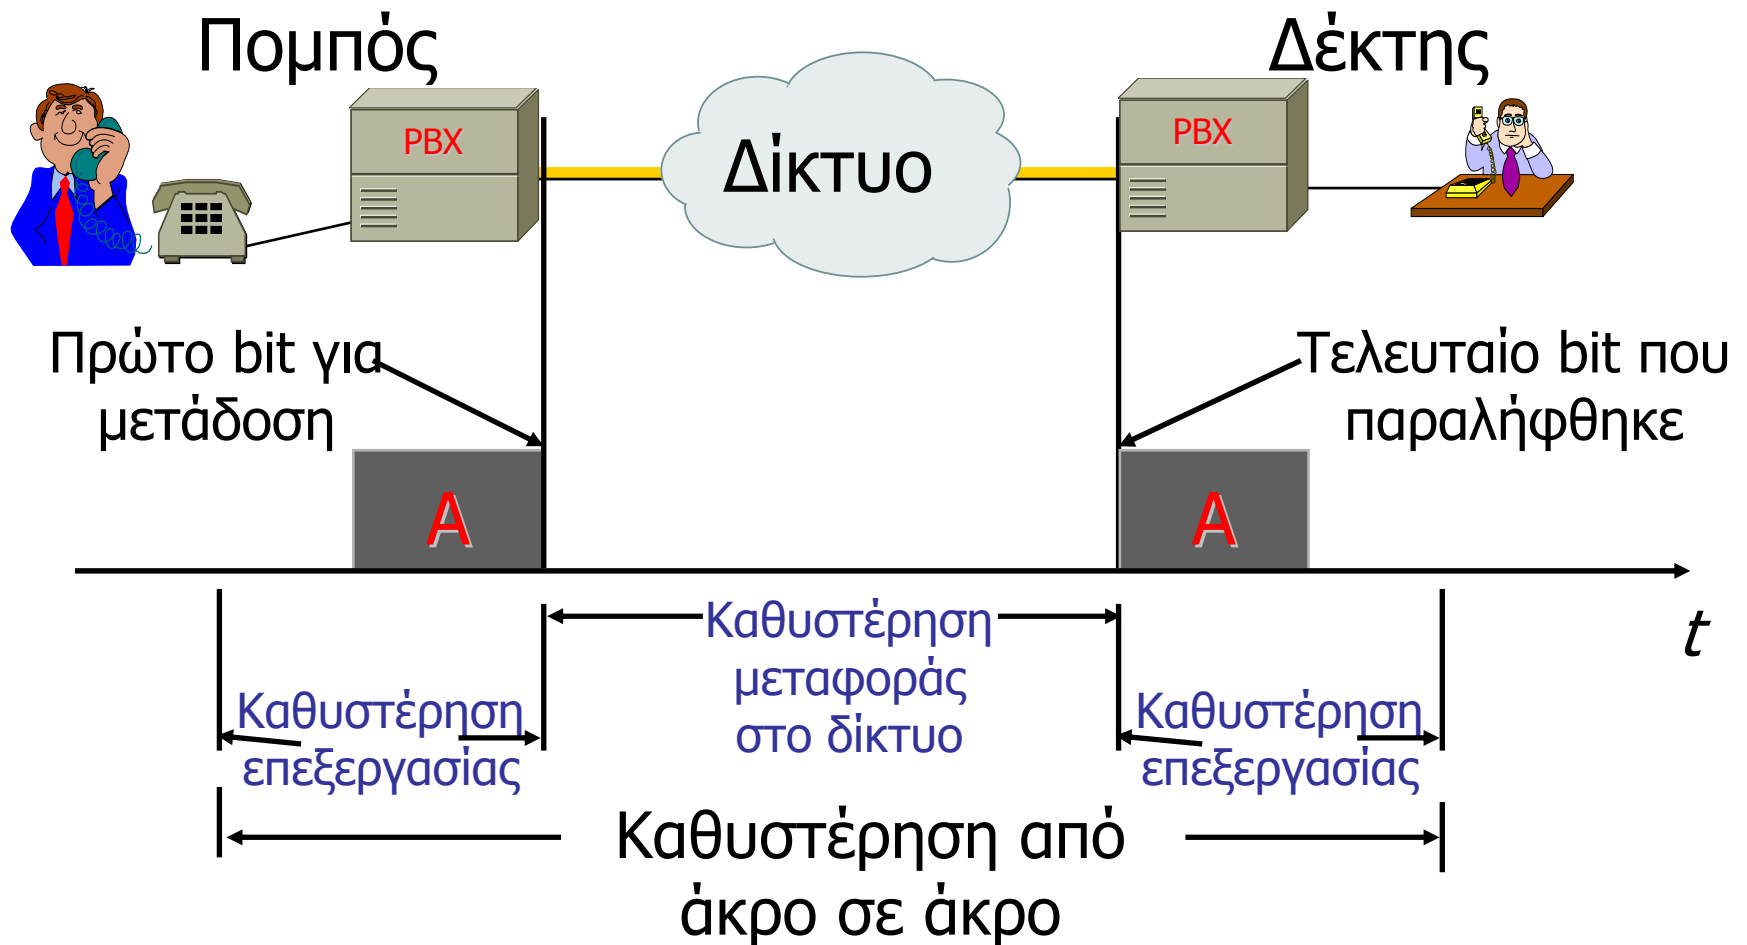 Πομπός
Δέκτης
PBX
PBX
Δίκτυο
Πρώτο bit για
μετάδοση
Τελευταίο bit που
παραλήφθηκε
A
A
t
Καθυστέρηση
μεταφοράς
στο δίκτυο
Καθυστέρηση
επεξεργασίας
Καθυστέρηση
επεξεργασίας
Καθυστέρηση από
άκρο σε άκρο